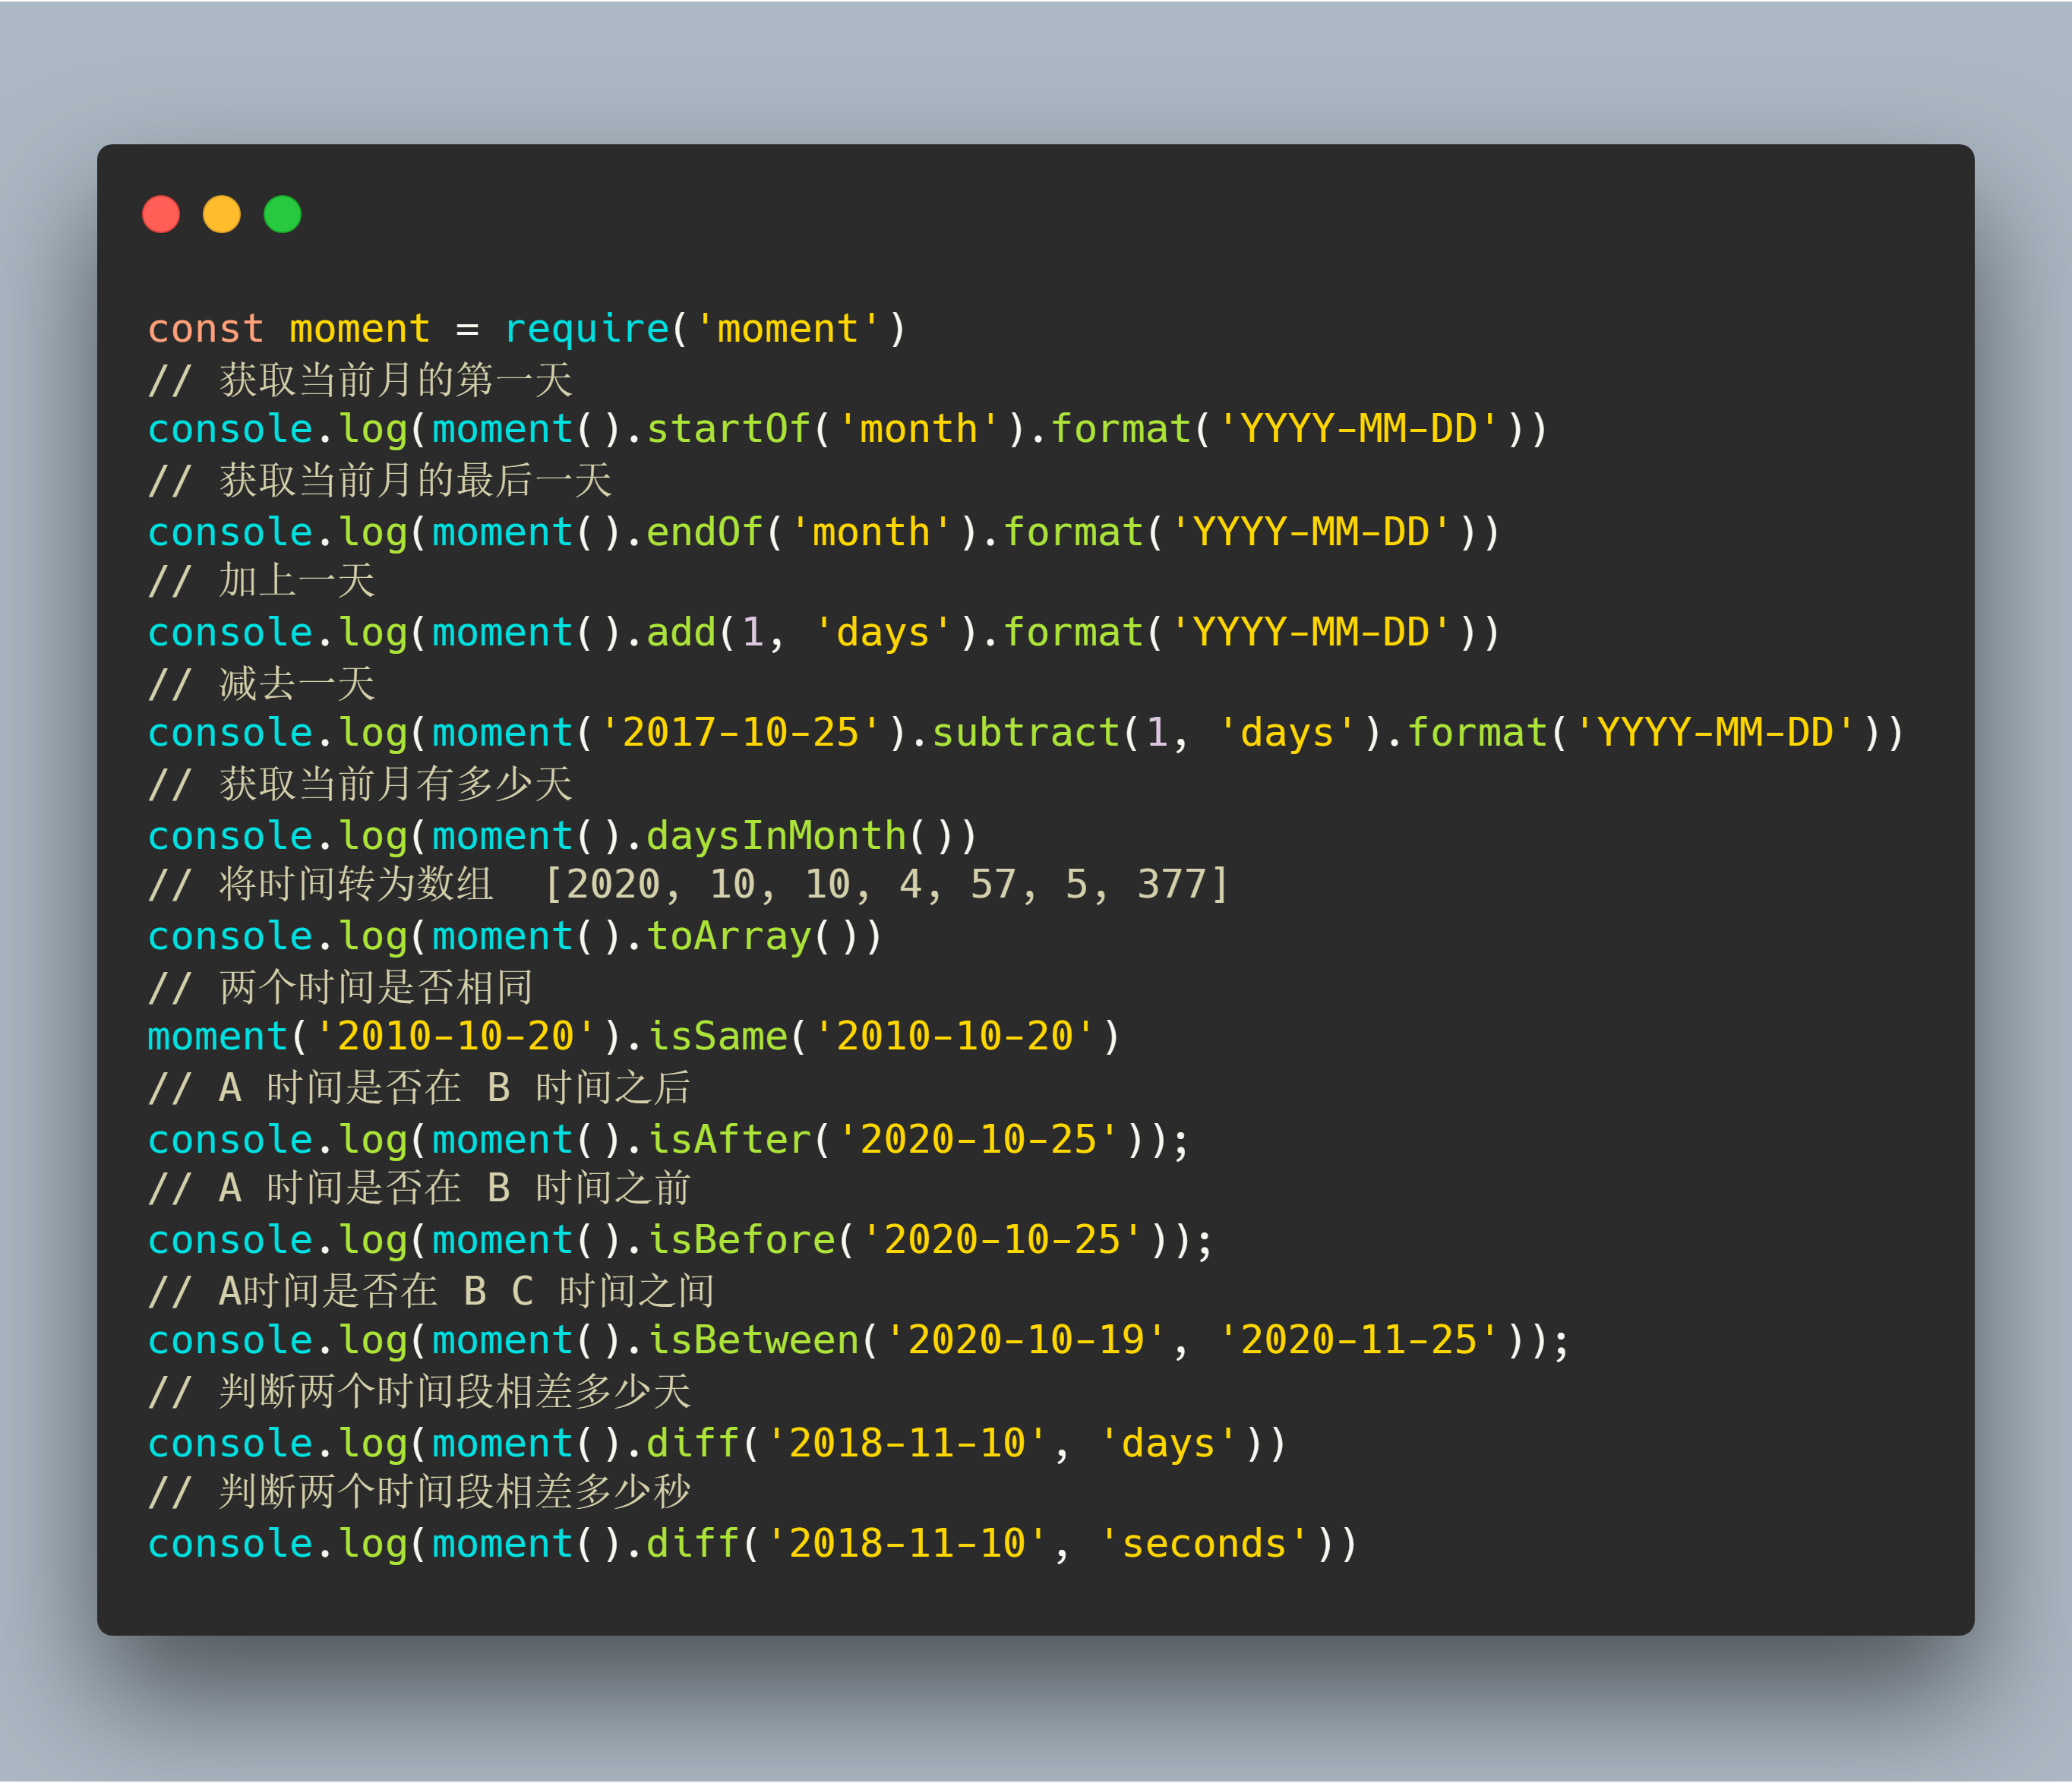 const moment = require('moment')
// 获取当前月的第一天
console.log(moment().startOf('month').format('YYYY-MM-DD'))
// 获取当前月的最后一天
console.log(moment().endOf('month').format('YYYY-MM-DD'))
// 加上一天
console.log(moment().add(1, 'days').format('YYYY-MM-DD'))
// 减去一天
console.log(moment('2017-10-25').subtract(1, 'days').format('YYYY-MM-DD'))
// 获取当前月有多少天
console.log(moment().daysInMonth())
// 将时间转为数组  [2020, 10, 10, 4, 57, 5, 377]
console.log(moment().toArray())
// 两个时间是否相同
moment('2010-10-20').isSame('2010-10-20')
// A 时间是否在 B 时间之后
console.log(moment().isAfter('2020-10-25'));
// A 时间是否在 B 时间之前
console.log(moment().isBefore('2020-10-25'));
// A时间是否在 B C 时间之间
console.log(moment().isBetween('2020-10-19', '2020-11-25'));
// 判断两个时间段相差多少天
console.log(moment().diff('2018-11-10', 'days'))
// 判断两个时间段相差多少秒
console.log(moment().diff('2018-11-10', 'seconds'))